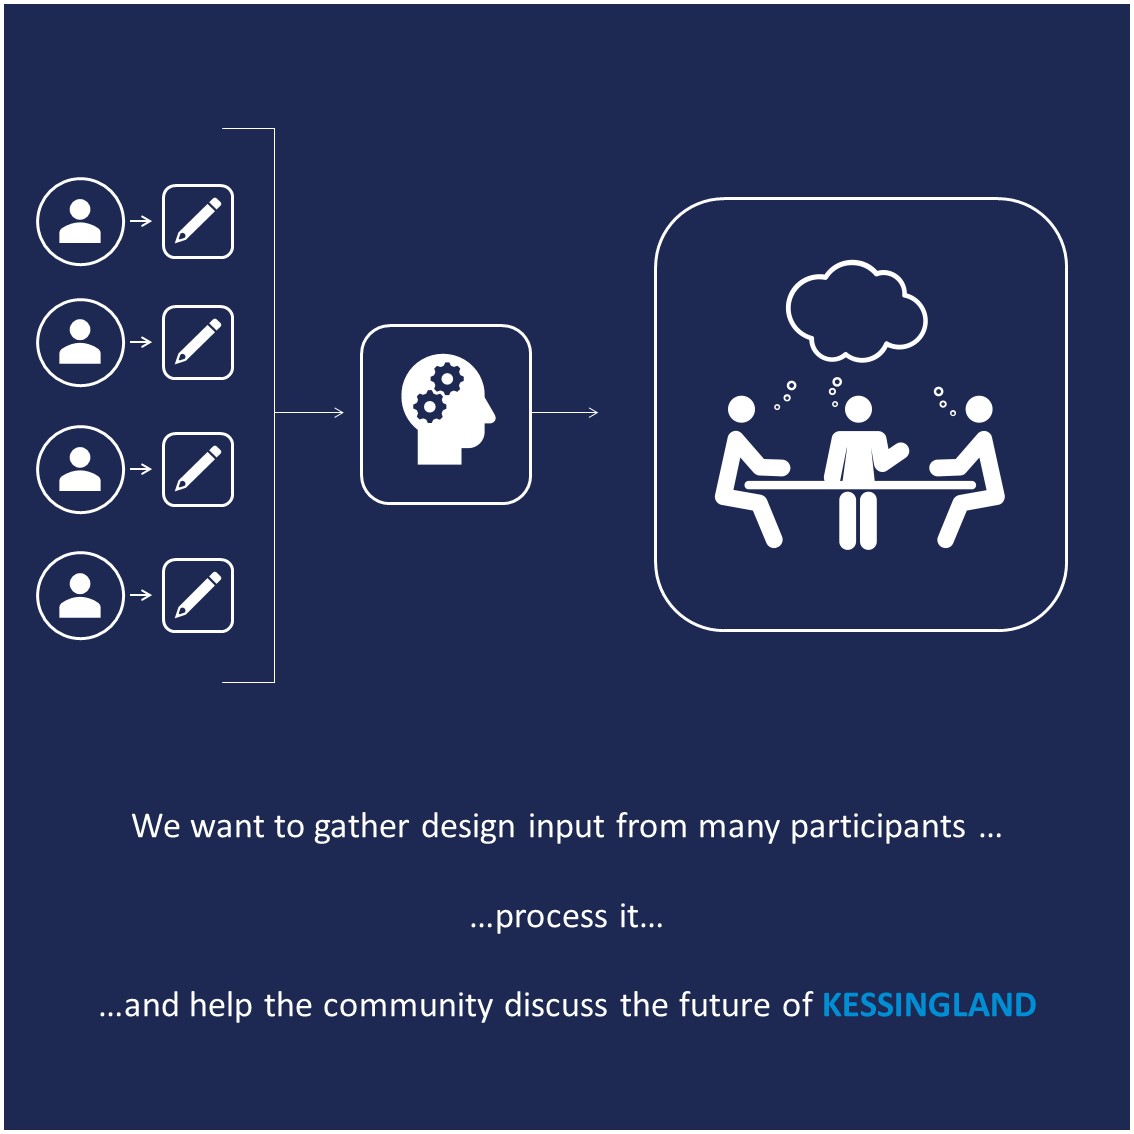 We want to gather design input from many participants ...
...process it...
...and help the community discuss the future of KESSINGLAND